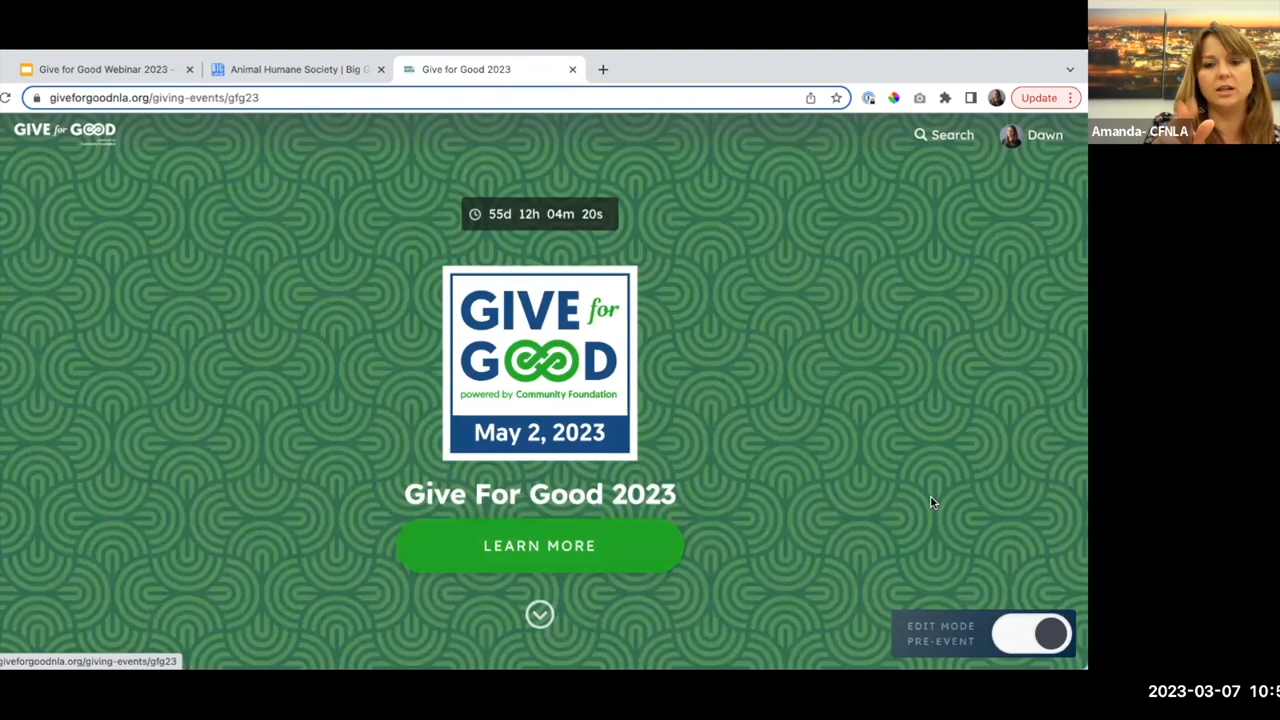 Give for Good Webinar 2023 -
Animal Humane Society | Big G
Give for Good 2023
giveforgoodnla.org/giving-events/gfg23
Update
Amanda- CFNLA
GIVE for GOOD
Search
Dawn
55d 12h 04m 20s
GIVE for
GOOD
powered by Community Foundation
May 2, 2023
Give For Good 2023
LEARN MORE
EDIT MODE
PRE-EVENT
giveforgoodnla.org/giving-events/gfg23
2023-03-07 10:5